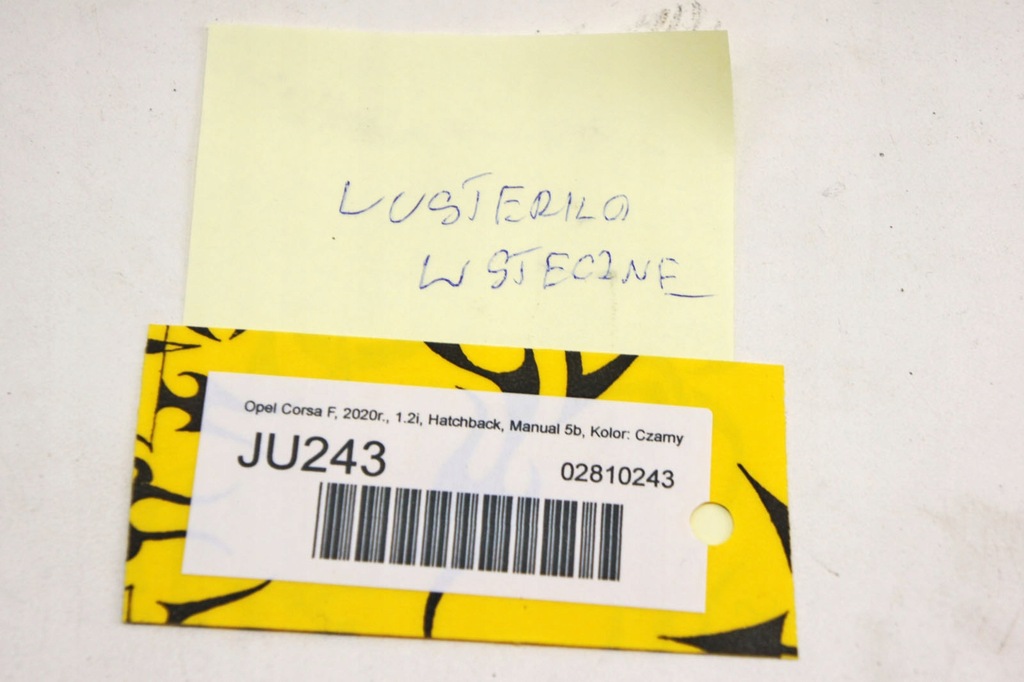 LUSTERKO
WSTECZNE
Opel Corsa F, 2020r., 1.2i, Hatchback, Manual 5b, Kolor: Czarny
JU243
02810243